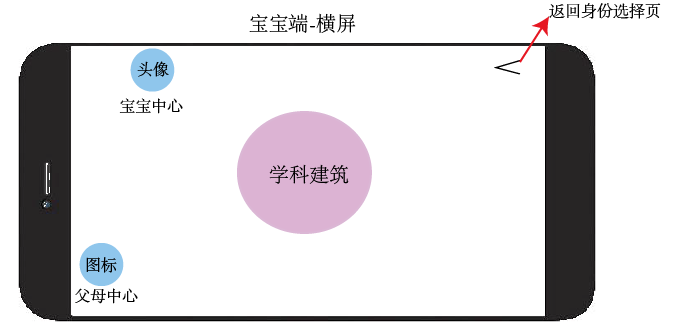 宝宝端-横屏
返回身份选择页
头像
宝宝中心
学科建筑
图标
父母中心